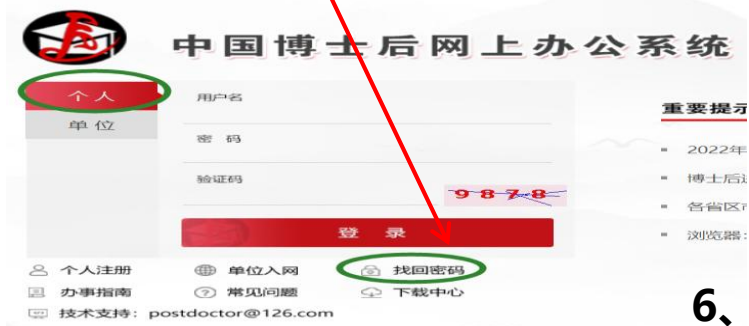 中国博士后网上办公系统
个人
单位
用户名
密 码
验证码
9878
登 录
个人注册
单位入网
找回密码
办事指南
常见问题
下载中心
技术支持：postdoctor@126.com
重要提示
2022年
博士后进
各省区市
浏览器：
6、